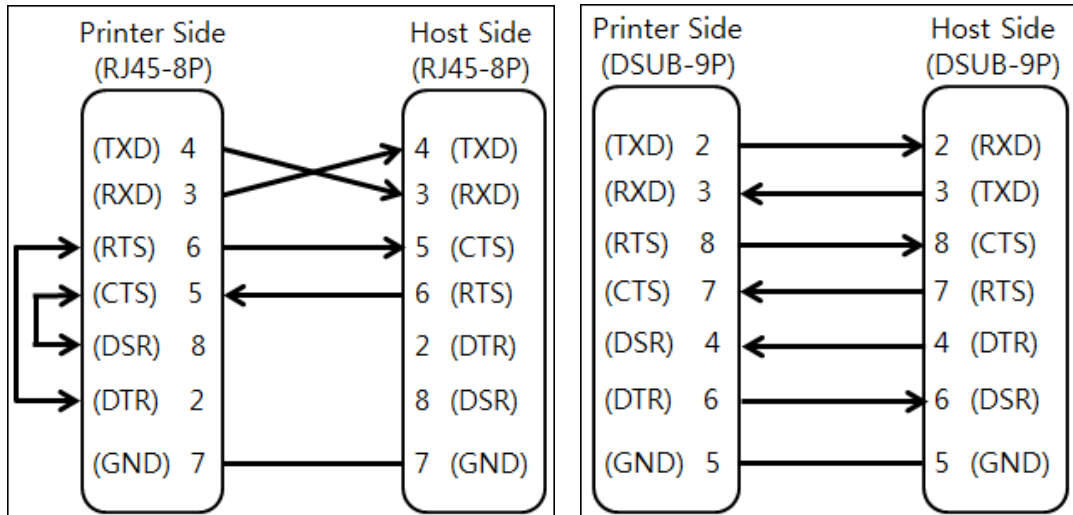 Printer Side
(RJ45-8P)
Host Side
(RJ45-8P)
(TXD) 4
4 (TXD)
(RXD) 3
3 (RXD)
(RTS) 6
5 (CTS)
(CTS) 5
6 (RTS)
(DSR) 8
2 (DTR)
(DTR) 2
8 (DSR)
(GND) 7
7 (GND)
Printer Side
(DSUB-9P)
Host Side
(DSUB-9P)
(TXD) 2
2 (RXD)
(RXD) 3
3 (TXD)
(RTS) 8
8 (CTS)
(CTS) 7
7 (RTS)
(DSR) 4
4 (DTR)
(DTR) 6
6 (DSR)
(GND) 5
5 (GND)